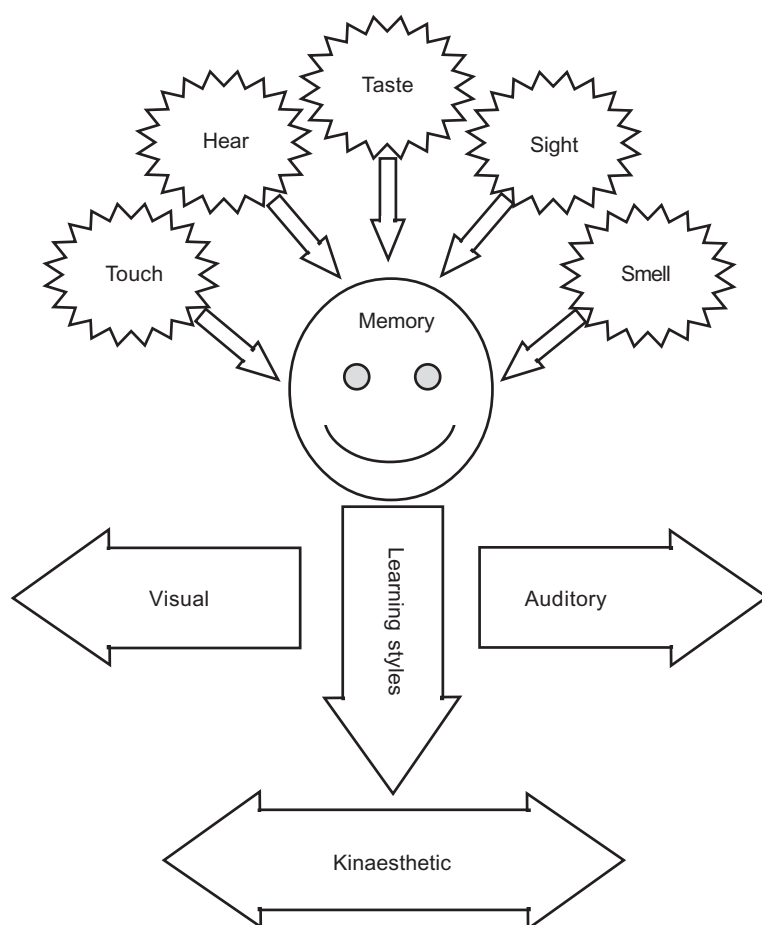 Taste
Hear
Sight
Touch
Smell
Memory
Learning styles
Visual
Auditory
Kinaesthetic